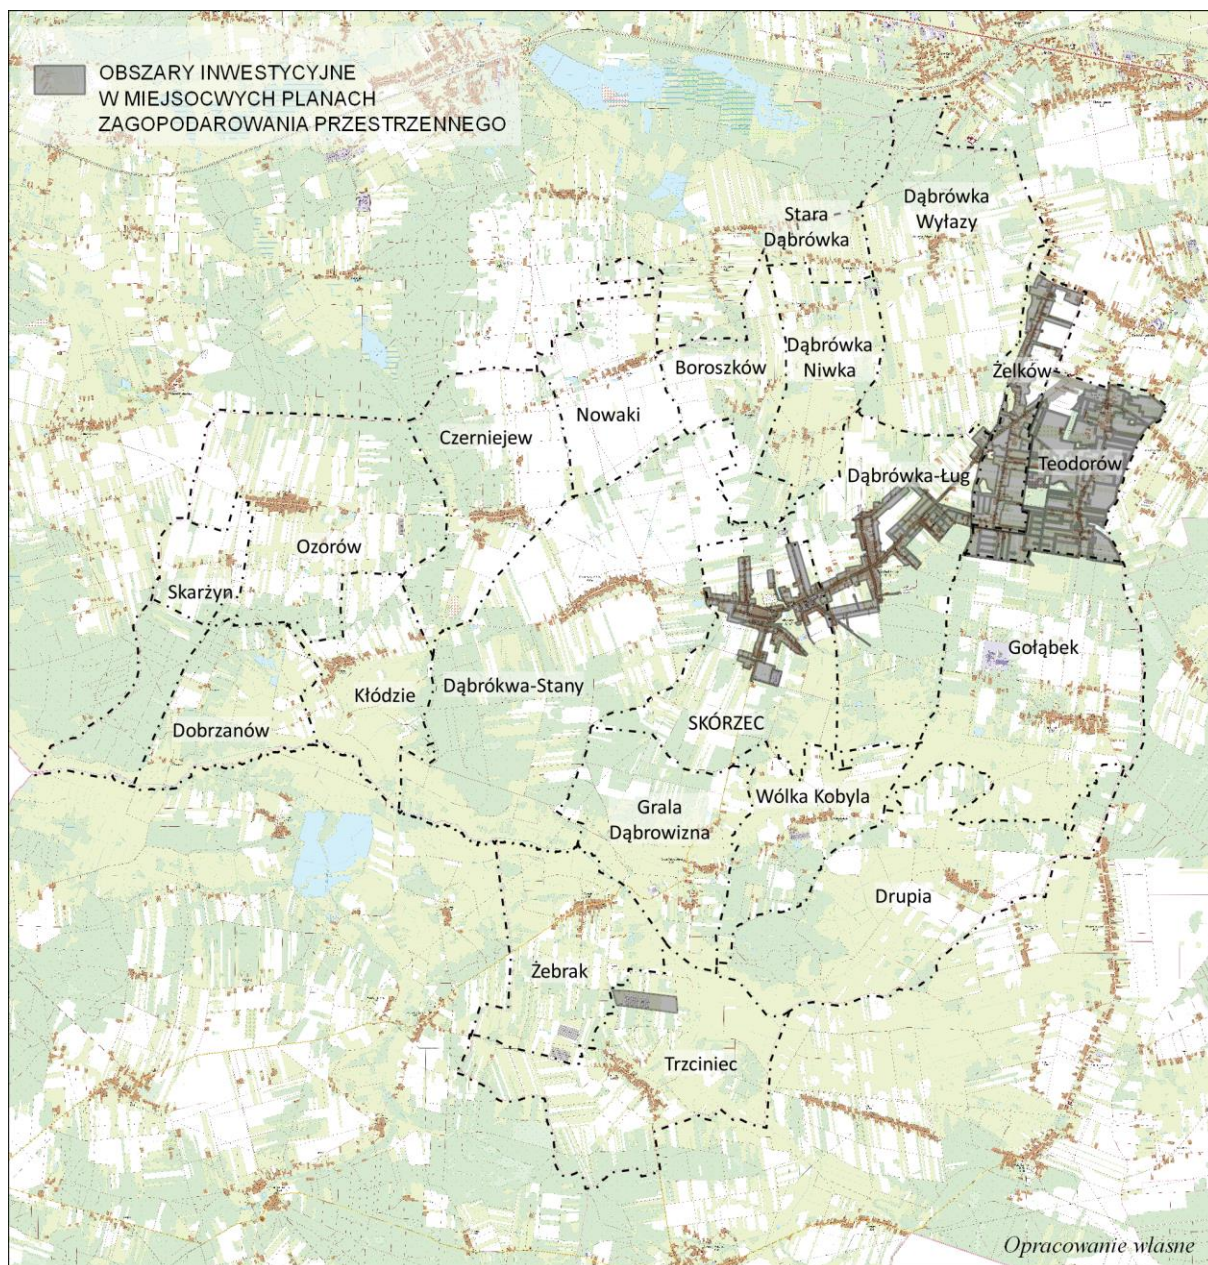 OBSZARY INWESTYCYJNE
W MIEJSOCWYCH PLANACH
ZAGOPODAROWANIA PRZESTRZENNEGO
Dąbrówka
Wyłazy
Stara
Dąbrówka
Dąbrówka
Niwka
Boroszków
Żelków
Nowaki
Czerniejew
Dąbrówka-Ług
Teodorów
Ozorów
Skarżyn
Gołąbek
Kłódzie
Dąbrókwa-Stany
Dobrzanów
SKÓRZEC
Grala
Dąbrowizna
Wólka Kobyla
Drupia
Żebrak
Trzciniec
Opracowanie własne